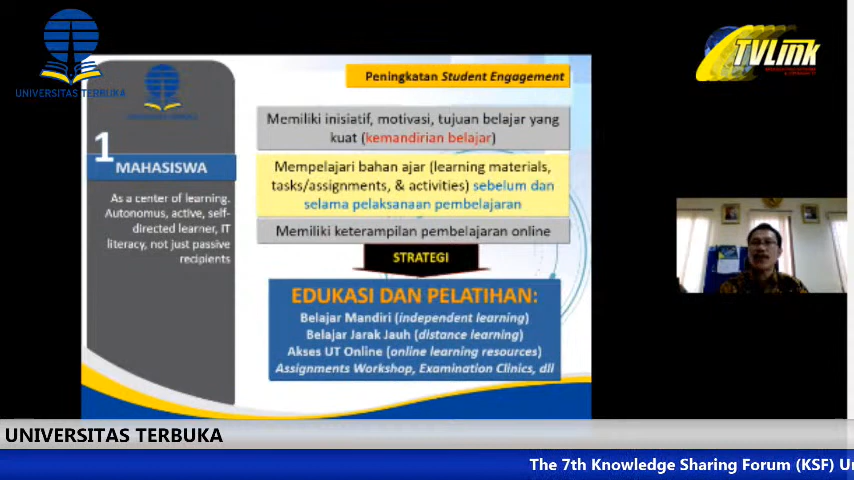 UNIVERSITAS TERBUKA
TVLink
Peningkatan Student Engagement
Memiliki inisiatif, motivasi, tujuan belajar yang
kuat (kemandirian belajar)
1
MAHASISWA
As a center of learning.
Autonomus, active, self-
directed learner, IT
literacy, not just passive
recipients
Mempelajari bahan ajar (learning materials,
tasks/assignments, & activities) sebelum dan
selama pelaksanaan pembelajaran
Memiliki keterampilan pembelajaran online
STRATEGI
EDUKASI DAN PELATIHAN:
Belajar Mandiri (independent learning)
Belajar Jarak Jauh (distance learning)
Akses UT Online (online learning resources)
Assignments Workshop, Examination Clinics, dll
UNIVERSITAS TERBUKA
The 7th Knowledge Sharing Forum (KSF) Un